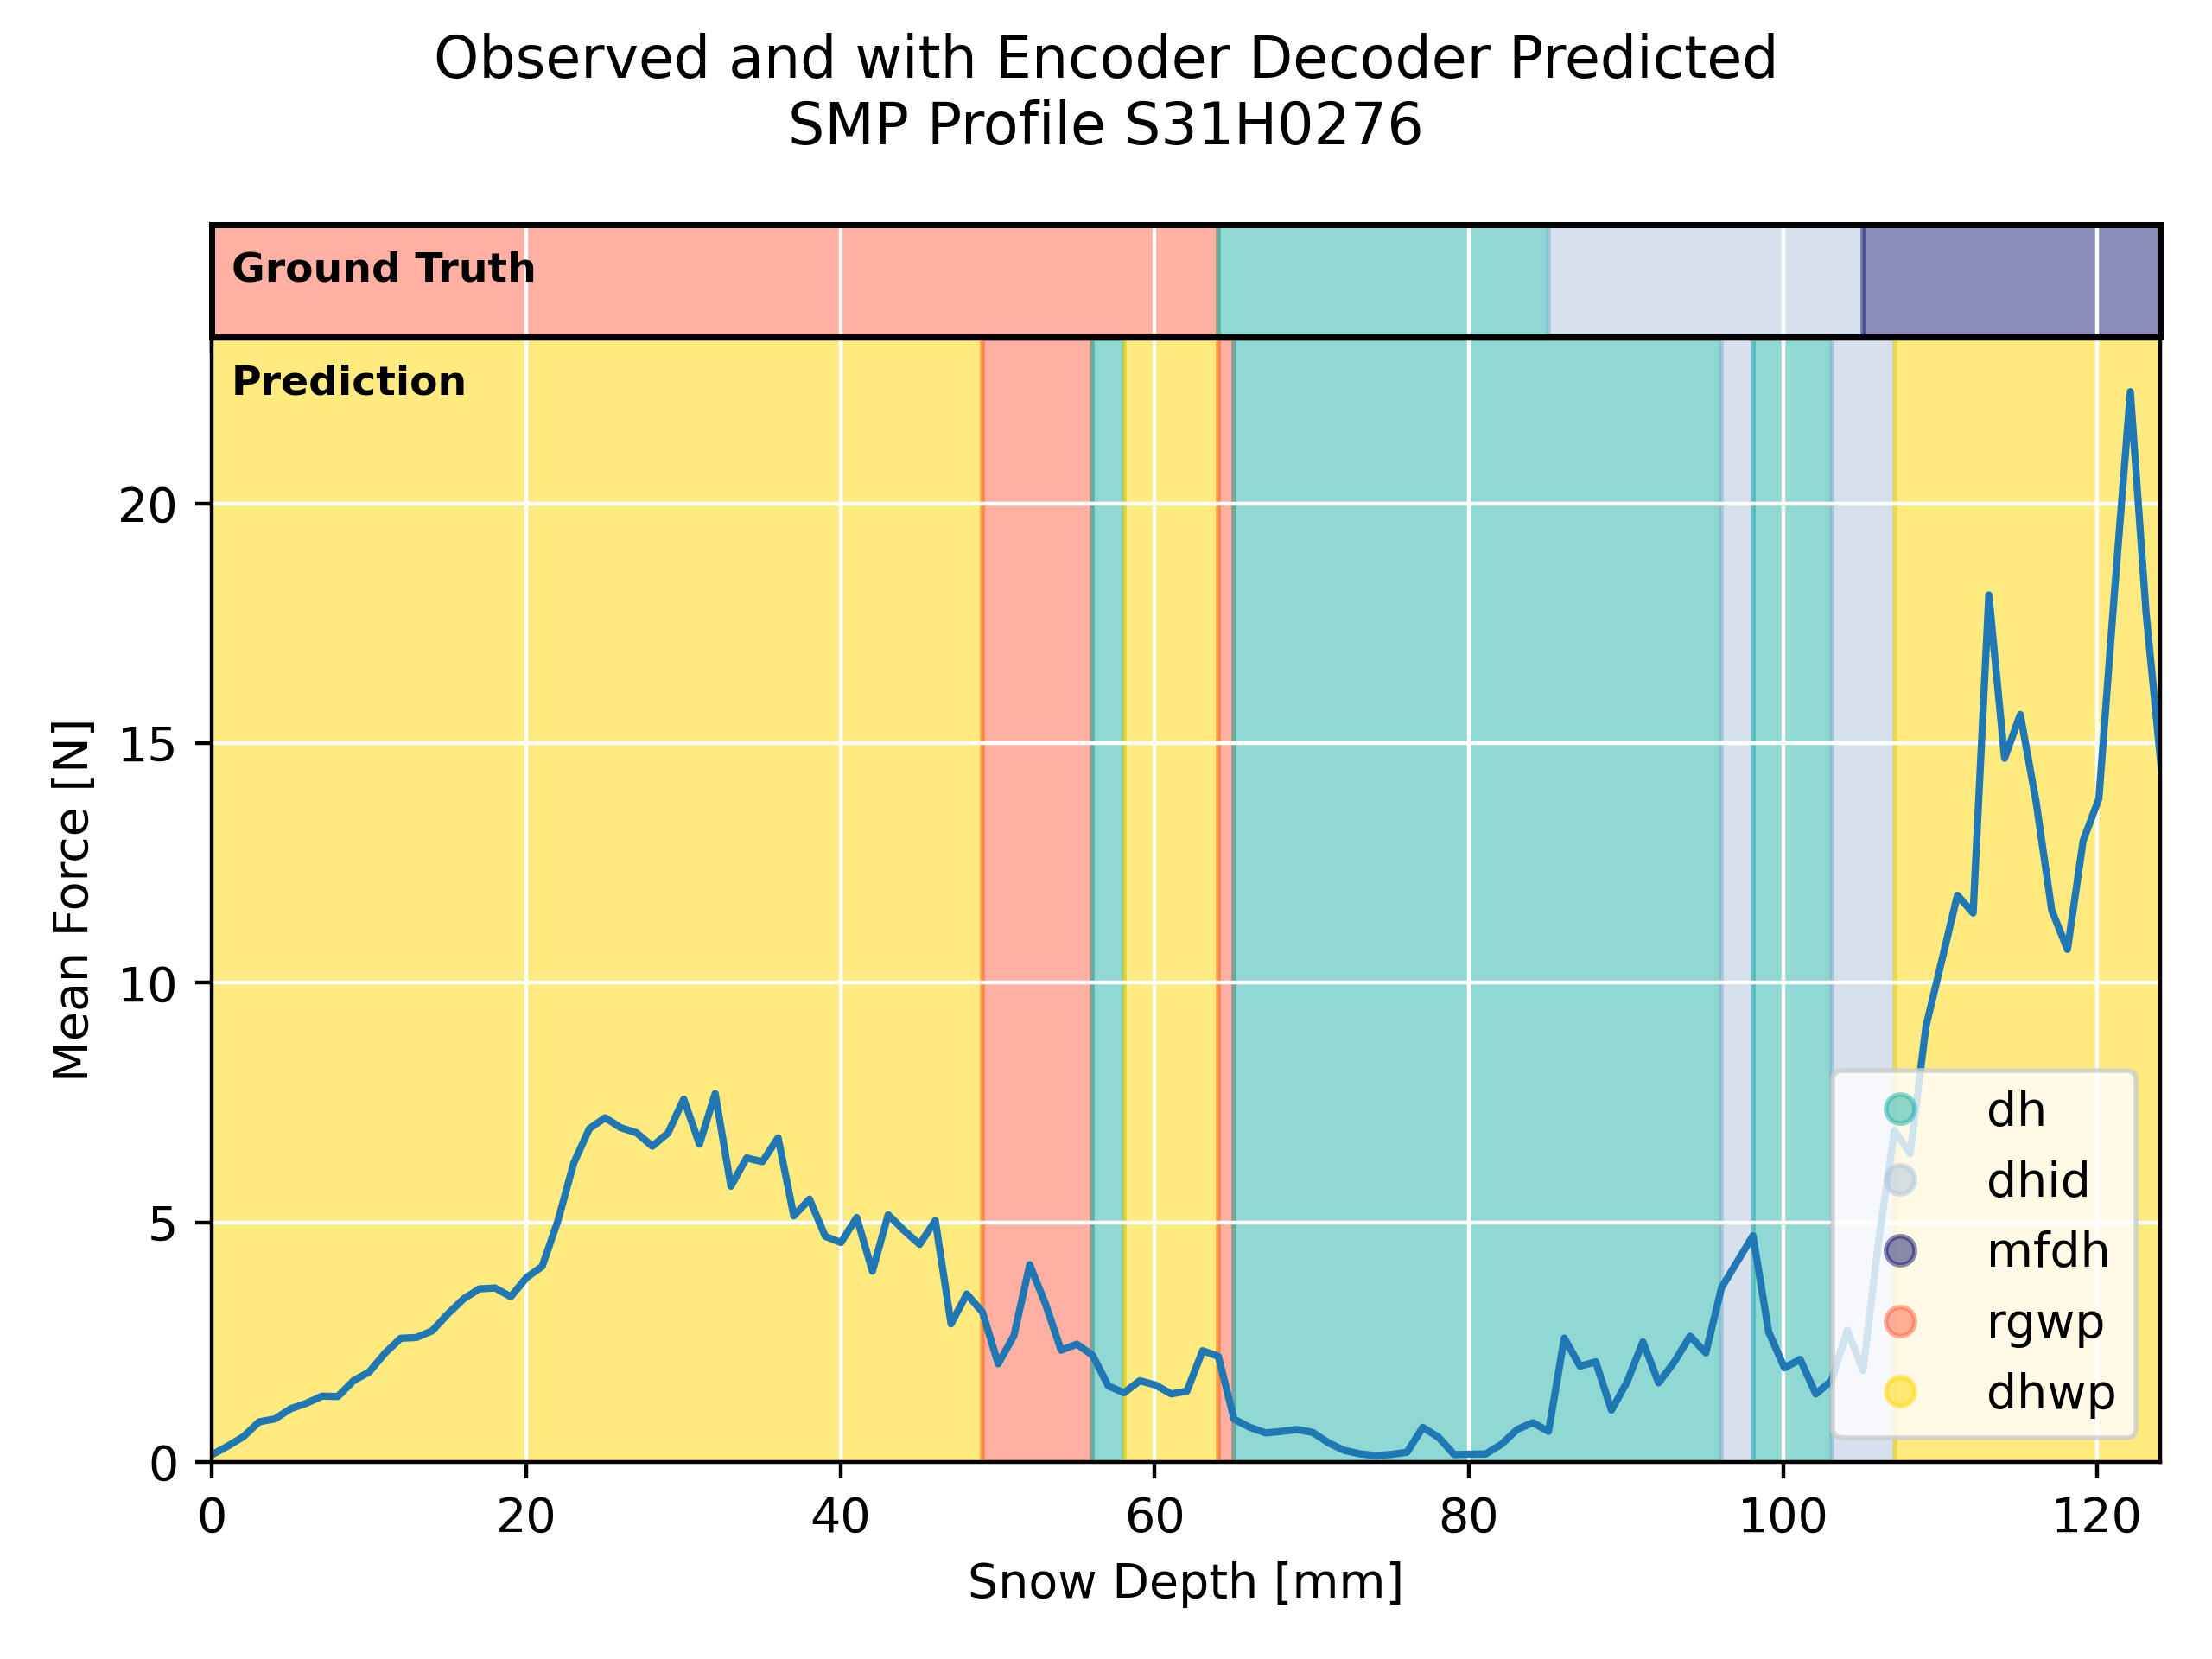 Observed and with Encoder Decoder Predicted
SMP Profile S31H0276
Ground Truth
Prediction
20
15
10
5
0
Mean Force [N]
dh
dhid
mfdh
rgwp
dhwp
0 20 40 60 80 100 120
Snow Depth [mm]